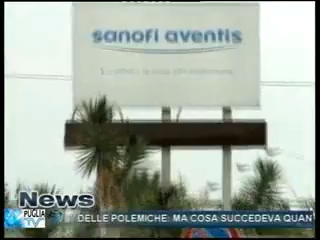 sanofi aventis
News
PUGLIA TV
DELLE POLEMICHE: MA COSA SUCCEDEVA QUAN